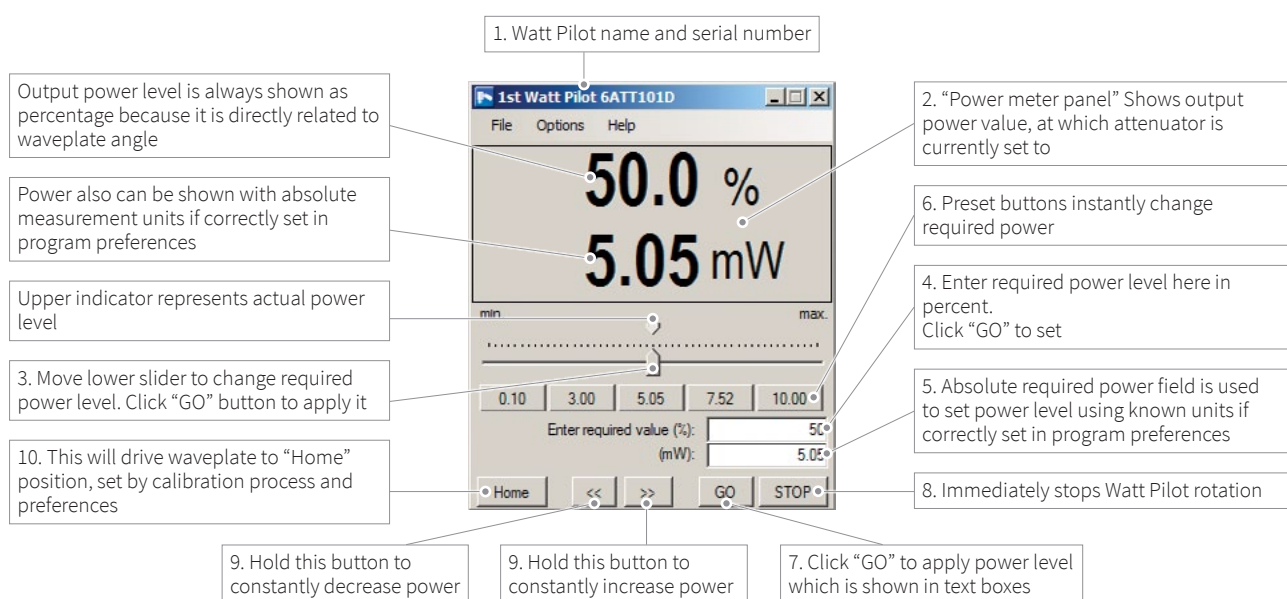 1. Watt Pilot name and serial number
Output power level is always shown as
percentage because it is directly related to
waveplate angle
Power also can be shown with absolute
measurement units if correctly set in
program preferences
Upper indicator represents actual power
level
3. Move lower slider to change required
power level. Click “GO” button to apply it
10. This will drive waveplate to “Home”
position, set by calibration process and
preferences
1st Watt Pilot 6ATT101D
File Options Help
50.0 %
5.05 mW
min. max.
0.10 3.00 5.05 7.52 10.00
Enter required value (%): 50
(mW): 5.05
Home << >> GO STOP
2. “Power meter panel” Shows output
power value, at which attenuator is
currently set to
6. Preset buttons instantly change
required power
4. Enter required power level here in
percent.
Click “GO” to set
5. Absolute required power field is used
to set power level using known units if
correctly set in program preferences
8. Immediately stops Watt Pilot rotation
9. Hold this button to
constantly decrease power
9. Hold this button to
constantly increase power
7. Click “GO” to apply power level
which is shown in text boxes